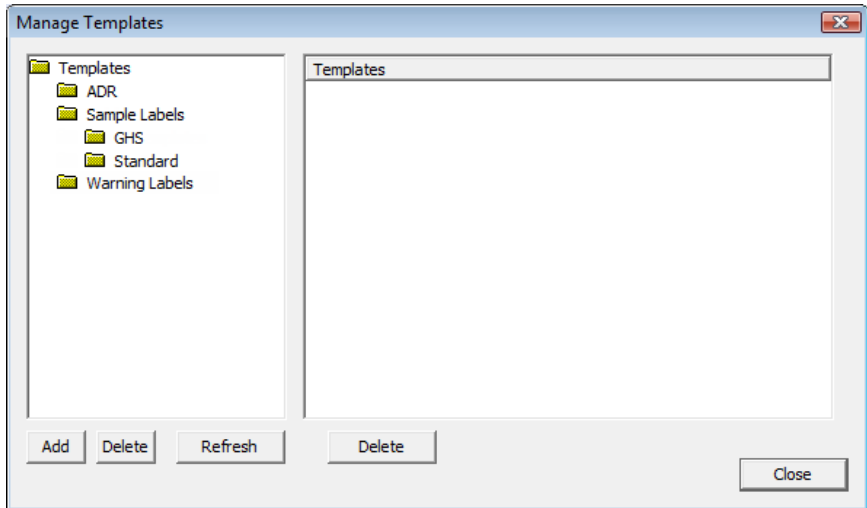 Manage Templates
Templates
ADR
Sample Labels
GHS
Standard
Warning Labels
Templates
Add Delete Refresh Delete
Close